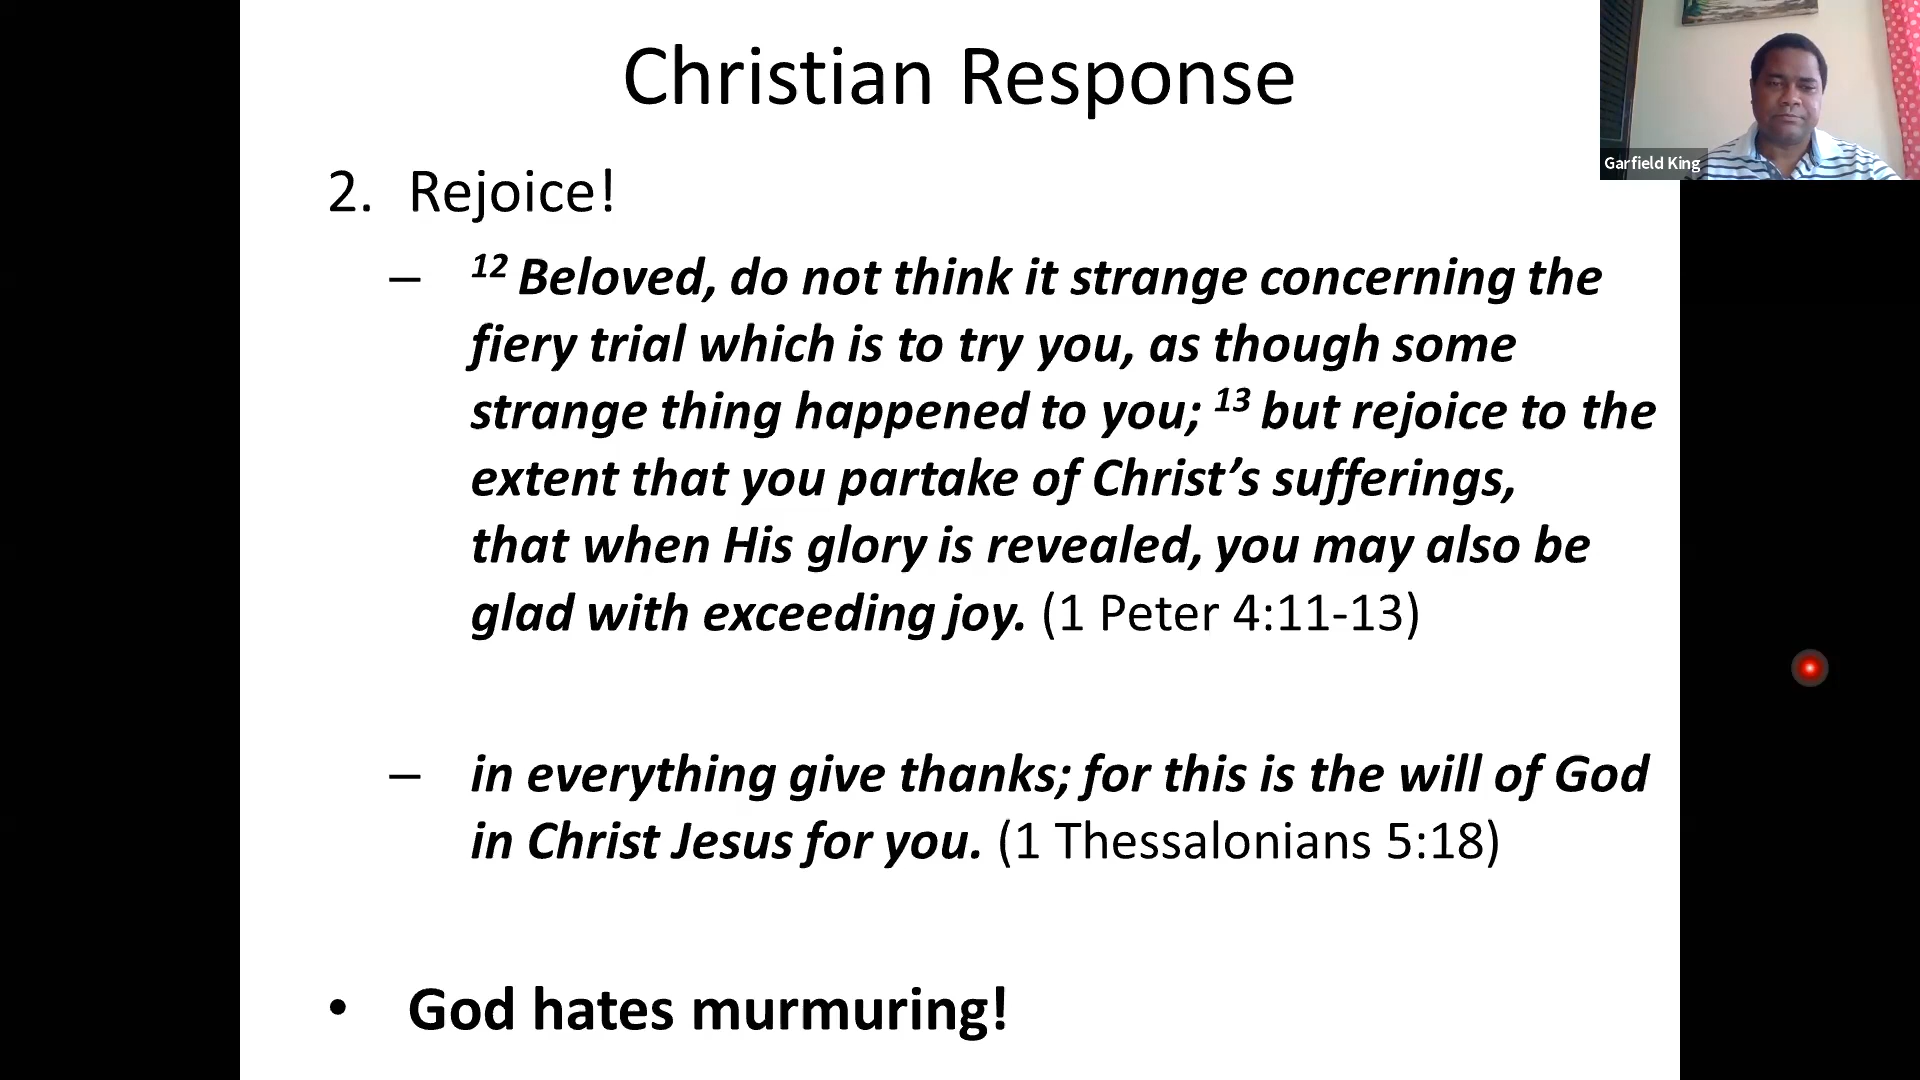 Christian Response
Garfield King
2. Rejoice!
– 12 Beloved, do not think it strange concerning the
fiery trial which is to try you, as though some
strange thing happened to you; 13 but rejoice to the
extent that you partake of Christ’s sufferings,
that when His glory is revealed, you may also be
glad with exceeding joy. (1 Peter 4:11-13)
– in everything give thanks; for this is the will of God
in Christ Jesus for you. (1 Thessalonians 5:18)
• God hates murmuring!